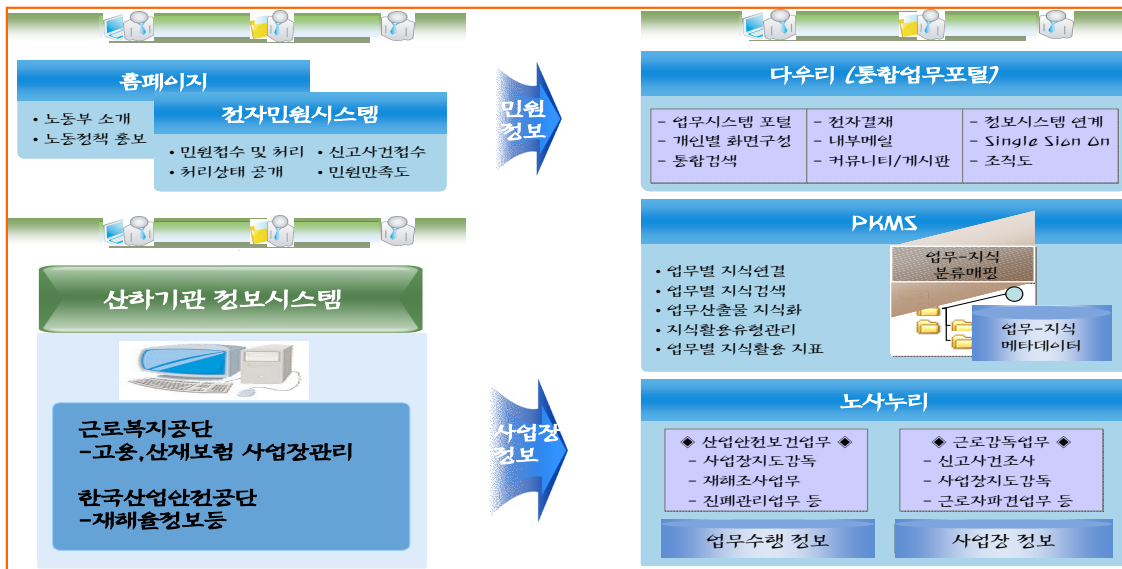 홈페이지
• 노동부 소개
• 노동정책 홍보
전자민원시스템
• 민원접수 및 처리 • 신고사건접수
• 처리상태 공개 • 민원만족도
민원
정보
다우리 (통합업무포털)
- 업무시스템 포털
- 개인별 화면구성
- 통합검색
- 전자결재
- 내부메일
- 커뮤니티/게시판
- 정보시스템 연계
- Single Sion On
- 조직도
산하기관 정보시스템
근로복지공단
-고용,산재보험 사업장관리
한국산업안전공단
-재해율정보등
사업장
정보
PKMS
• 업무별 지식연결
• 업무별 지식검색
• 업무산출물 지식화
• 지식활용유형관리
• 업무별 지식활용 지표
업무-지식
분류매핑
업무-지식
메타데이터
노사누리
◈ 산업안전보건업무 ◈
- 사업장지도감독
- 재해조사업무
- 진폐관리업무 등
◈ 근로감독업무 ◈
- 신고사건조사
- 사업장지도감독
- 근로자파견업무 등
업무수행 정보
사업장 정보